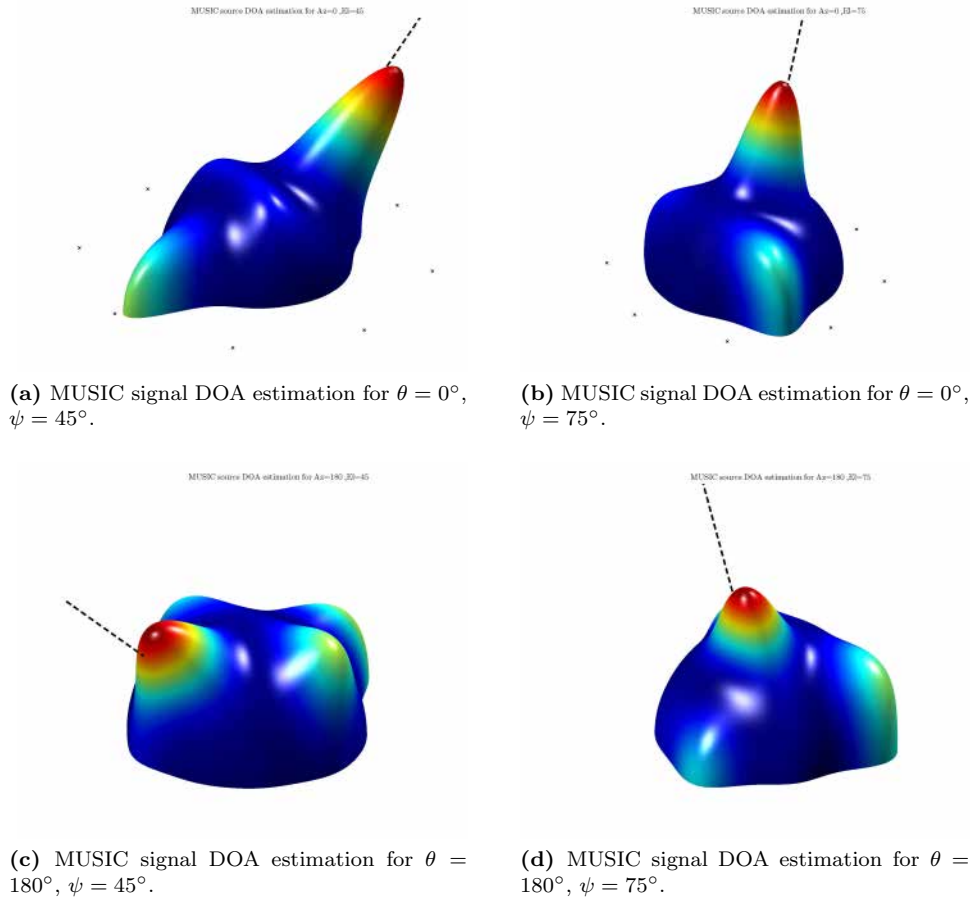 MUSIC source DOA estimation for Az=0 ,El=45
MUSIC source DOA estimation for Az=0 ,El=75
(a) MUSIC signal DOA estimation for θ = 0°,
ψ = 45°.
(b) MUSIC signal DOA estimation for θ = 0°,
ψ = 75°.
MUSIC source DOA estimation for Az=180 ,El=45
MUSIC source DOA estimation for Az=180 ,El=75
(c) MUSIC signal DOA estimation for θ =
180°, ψ = 45°.
(d) MUSIC signal DOA estimation for θ =
180°, ψ = 75°.